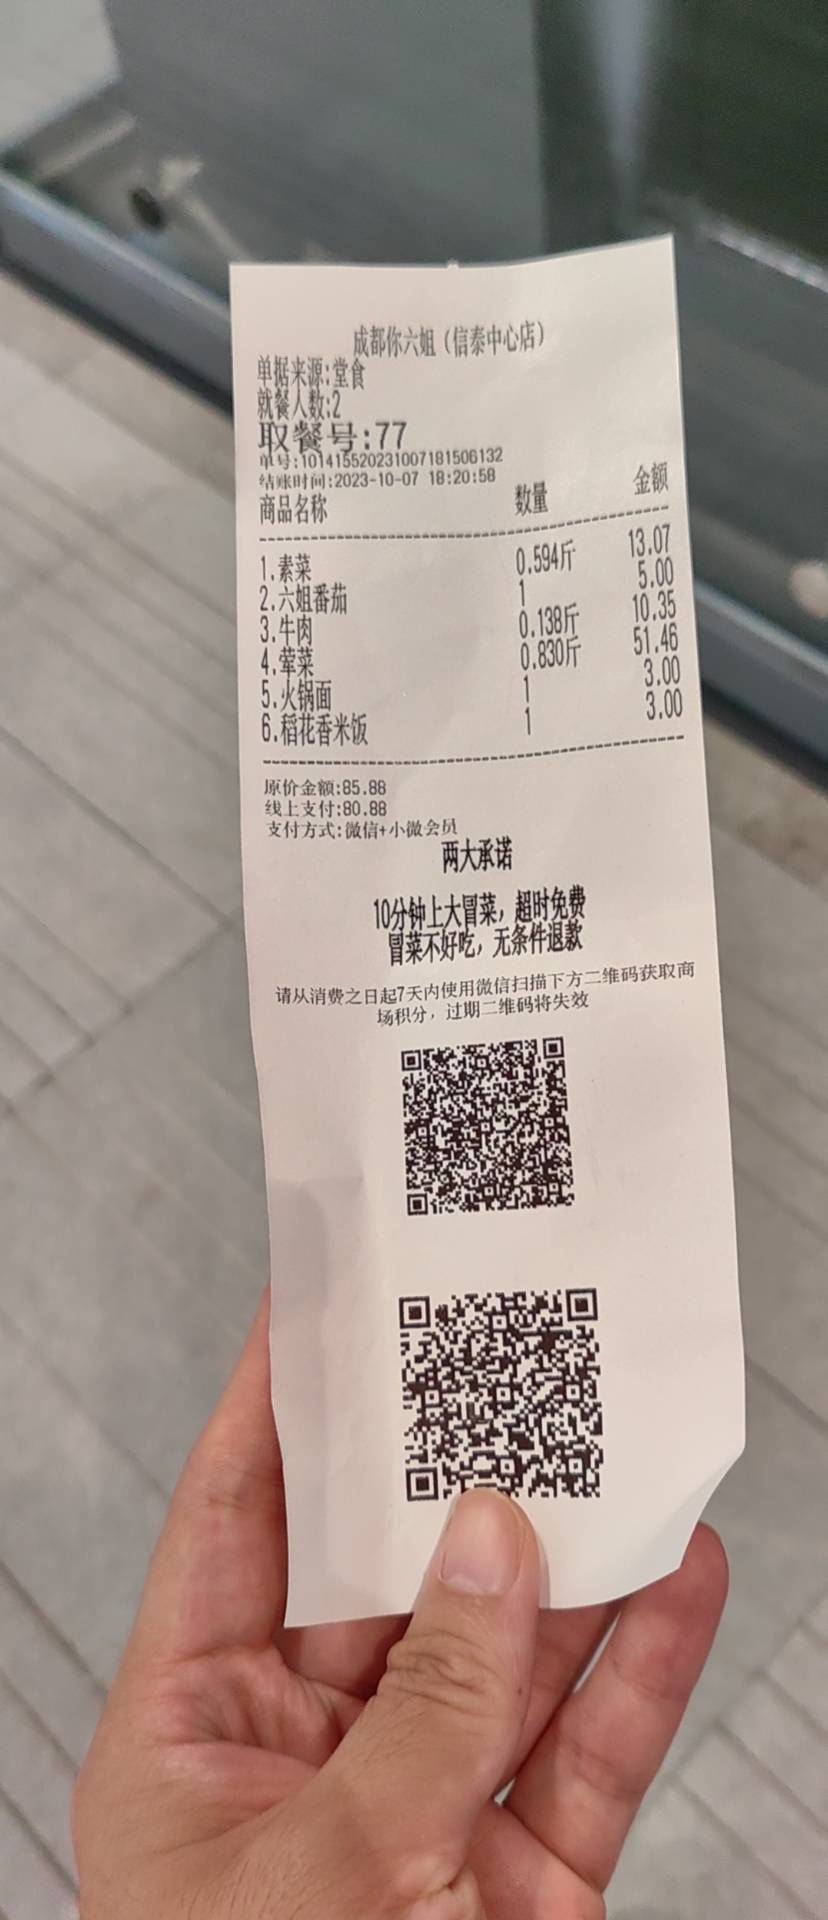 成都你六姐（信泰中心店）
单据来源:堂食
就餐人数:2
取餐号:77
单号:101415520231007181506132
结账时间:2023-10-07 18:20:58
商品名称 数量 金额
1.素菜 0.594斤 13.07
2.六姐番茄 1 5.00
3.牛肉 0.138斤 10.35
4.荤菜 0.830斤 51.46
5.火锅面 1 3.00
6.稻花香米饭 1 3.00
原价金额:85.88
线上支付:80.88
支付方式:微信+小微会员
两大承诺
10分钟上大冒菜，超时免费
冒菜不好吃，无条件退款
请从消费之日起7天内使用微信扫描下方二维码获取商
场积分，过期二维码将失效